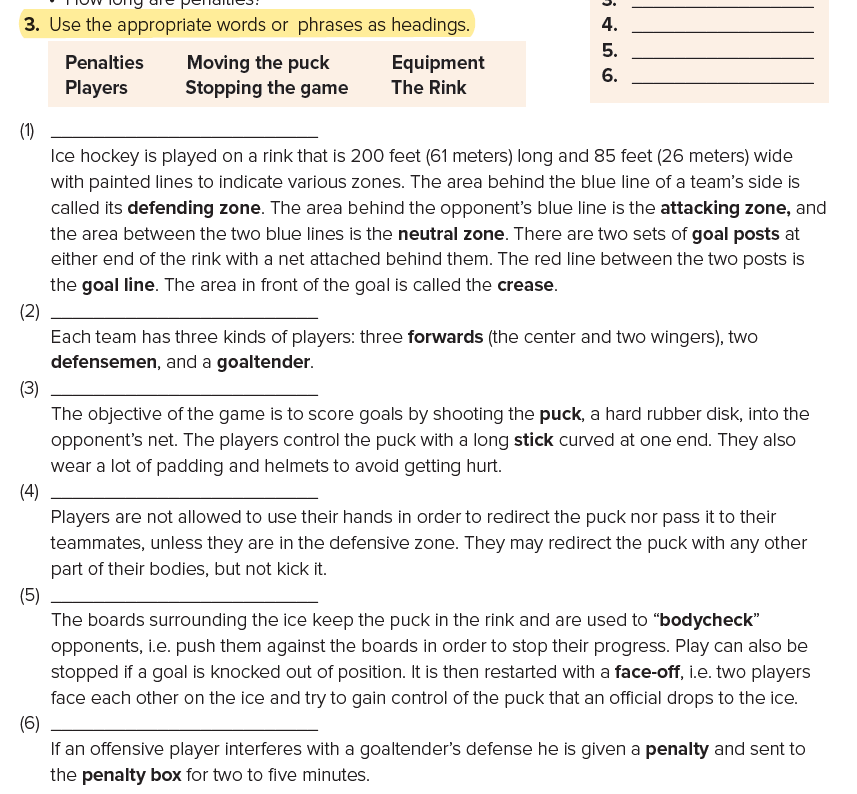 • How long are penalties?
3.
3. Use the appropriate words or phrases as headings.
4.
5.
6.
Penalties Moving the puck Equipment
Players Stopping the game The Rink
(1)
Ice hockey is played on a rink that is 200 feet (61 meters) long and 85 feet (26 meters) wide
with painted lines to indicate various zones. The area behind the blue line of a team's side is
called its defending zone. The area behind the opponent's blue line is the attacking zone, and
the area between the two blue lines is the neutral zone. There are two sets of goal posts at
either end of the rink with a net attached behind them. The red line between the two posts is
the goal line. The area in front of the goal is called the crease.
(2)
Each team has three kinds of players: three forwards (the center and two wingers), two
defensemen, and a goaltender.
(3)
The objective of the game is to score goals by shooting the puck, a hard rubber disk, into the
opponent's net. The players control the puck with a long stick curved at one end. They also
wear a lot of padding and helmets to avoid getting hurt.
(4)
Players are not allowed to use their hands in order to redirect the puck nor pass it to their
teammates, unless they are in the defensive zone. They may redirect the puck with any other
part of their bodies, but not kick it.
(5)
The boards surrounding the ice keep the puck in the rink and are used to “bodycheck”
opponents, i.e. push them against the boards in order to stop their progress. Play can also be
stopped if a goal is knocked out of position. It is then restarted with a face-off, i.e. two players
face each other on the ice and try to gain control of the puck that an official drops to the ice.
(6)
If an offensive player interferes with a goaltender's defense he is given a penalty and sent to
the penalty box for two to five minutes.